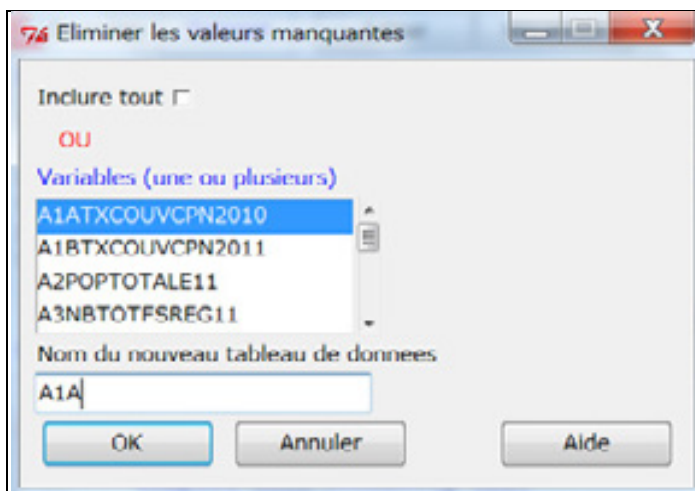 Eliminer les valeurs manquantes
Inclure tout
OU
Variables (une ou plusieurs)
A1ATXCOUVCPN2010
A1BTXCOUVCPN2011
A2POPTOTALE11
A3NBTOTFSREG11
Nom du nouveau tableau de donnees
A1A
OK Annuler Aide